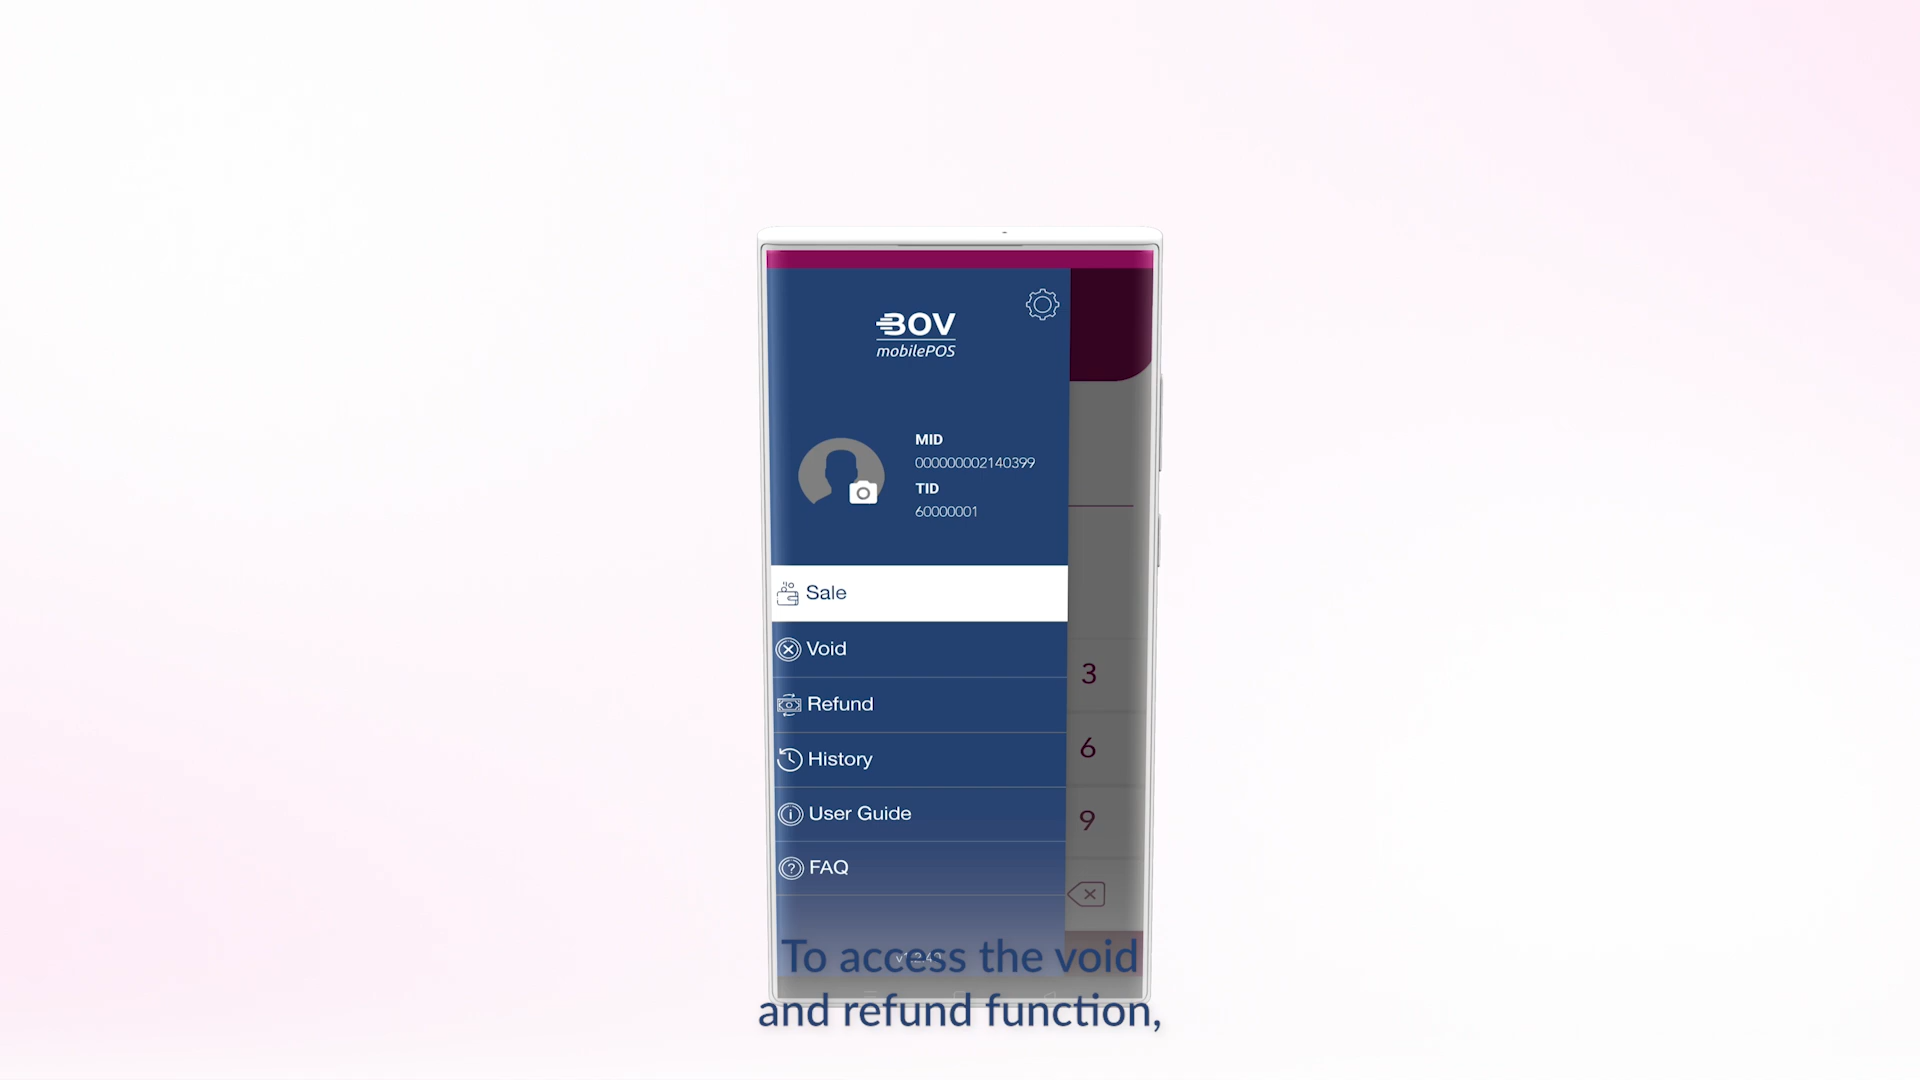 BOV
mobilePOS
MID
000000002140399
TID
60000001
Sale
Void
Refund
History
User Guide
FAQ
3
6
9
To access the void
and refund function,